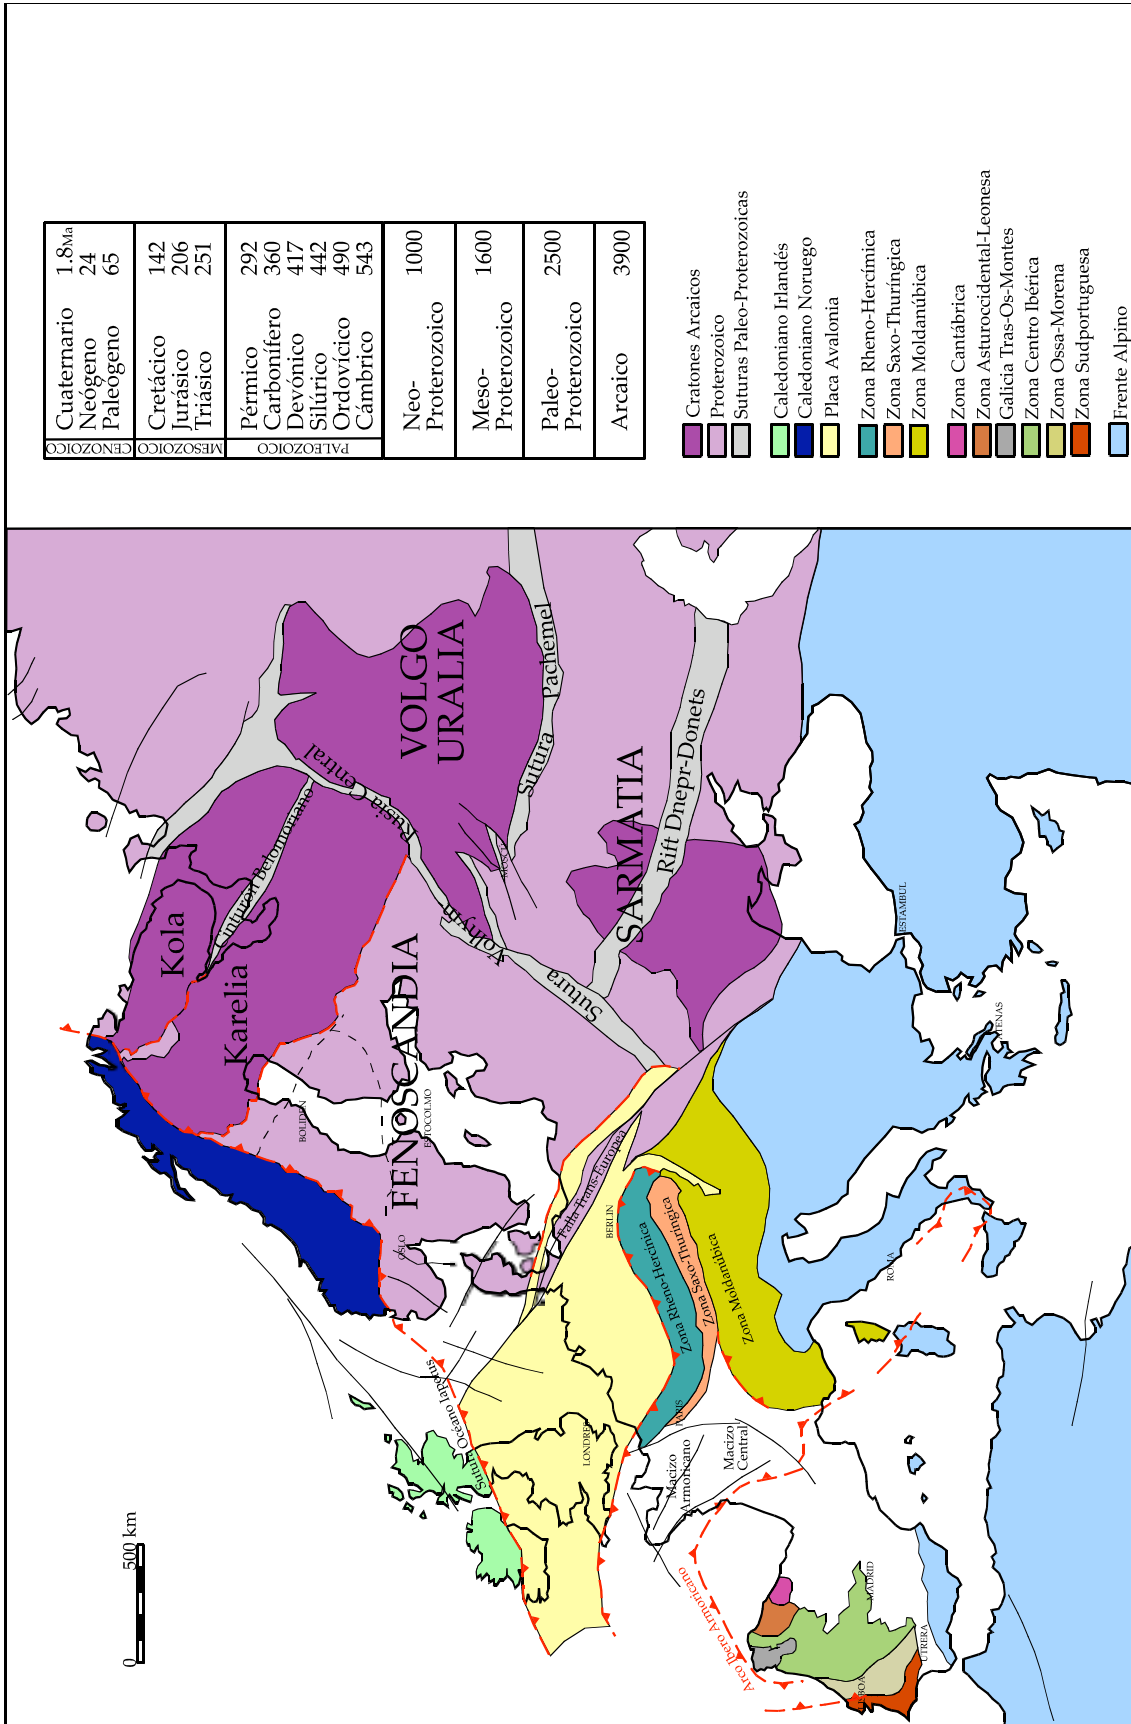 0 500 km
CENOZOICO
Cuaternario 1.8Ma
Neógeno 24
Paleógeno 65
MESOZOICO
Cretácico 142
Jurásico 206
Triásico 251
PALEOZOICO
Pérmico 292
Carbonífero 360
Devónico 417
Silúrico 442
Ordovícico 490
Cámbrico 543
Neo-
Proterozoico 1000
Meso-
Proterozoico 1600
Paleo-
Proterozoico 2500
Arcaico 3900
Cratones Arcaicos
Proterozoico
Suturas Paleo-Proterozoicas
Caledoniano Irlandés
Caledoniano Noruego
Placa Avalonia
Zona Rheno-Hercímica
Zona Saxo-Thuríngica
Zona Moldanúbica
Zona Cantábrica
Zona Asturoccidental-Leonesa
Galícia Tras-Os-Montes
Zona Centro Ibérica
Zona Ossa-Morena
Zona Sudportuguesa
Frente Alpino
Kola
Karelia
Cinturón Belomoriano
VOLGO
URALIA
FENOSCANDIA
SARMATIA
Sutura Volhyin Rusia Central
Sutura Pachemel
Rift Dnepr-Donets
BOLIDEN
ESTOCOLMO
OSLO
Falla Trans-Europea
BERLIN
Zona Rheno-Hercínica
Zona Saxo-Thuríngica
Zona Moldanúbica
LONDRES
PARIS
Macizo
Armoricano
Macizo
Central
Arco Ibero Armoricano
MADRID
LISBOA
UTRERA
ROMA
ATENAS
ESTAMBUL